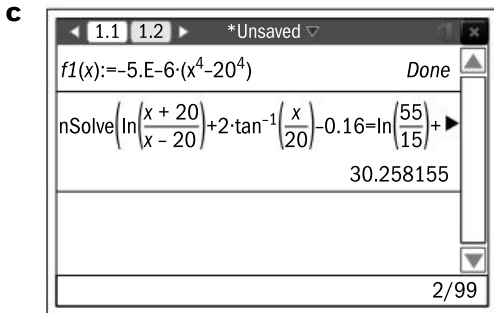 c
1.1 1.2 *Unsaved
f1(x):=–5.E–6·(x⁴–20⁴) Done
nSolve(ln((x + 20)/(x – 20))+2·tan⁻¹(x/20)–0.16=ln(55/15)+
30.258155
2/99